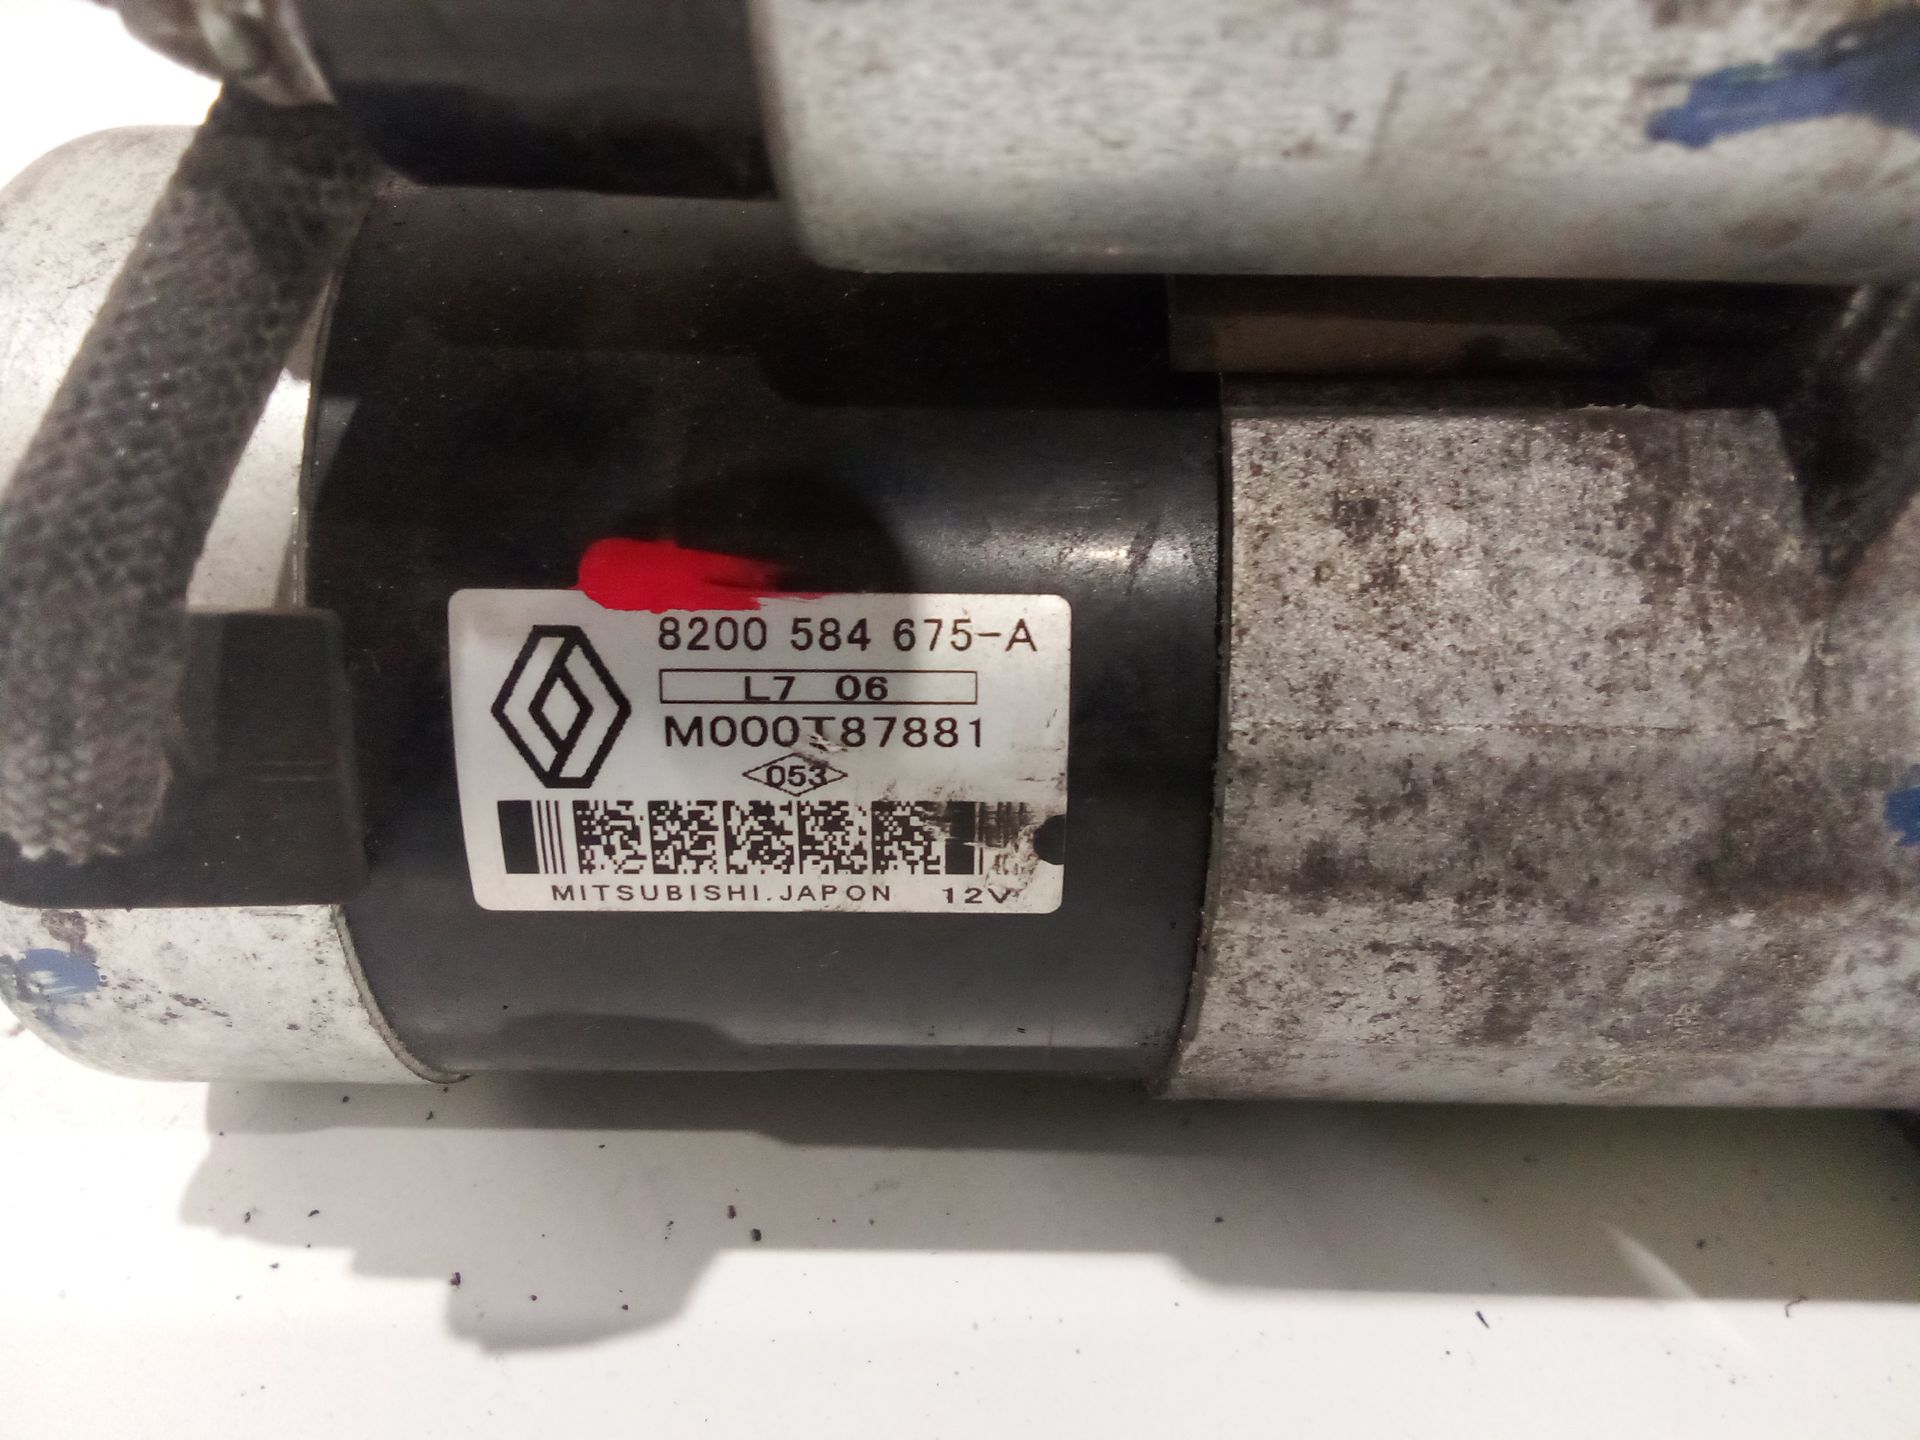 8200 584 675-A
L7 06
M000T87881
053
MITSUBISHI.JAPON 12V